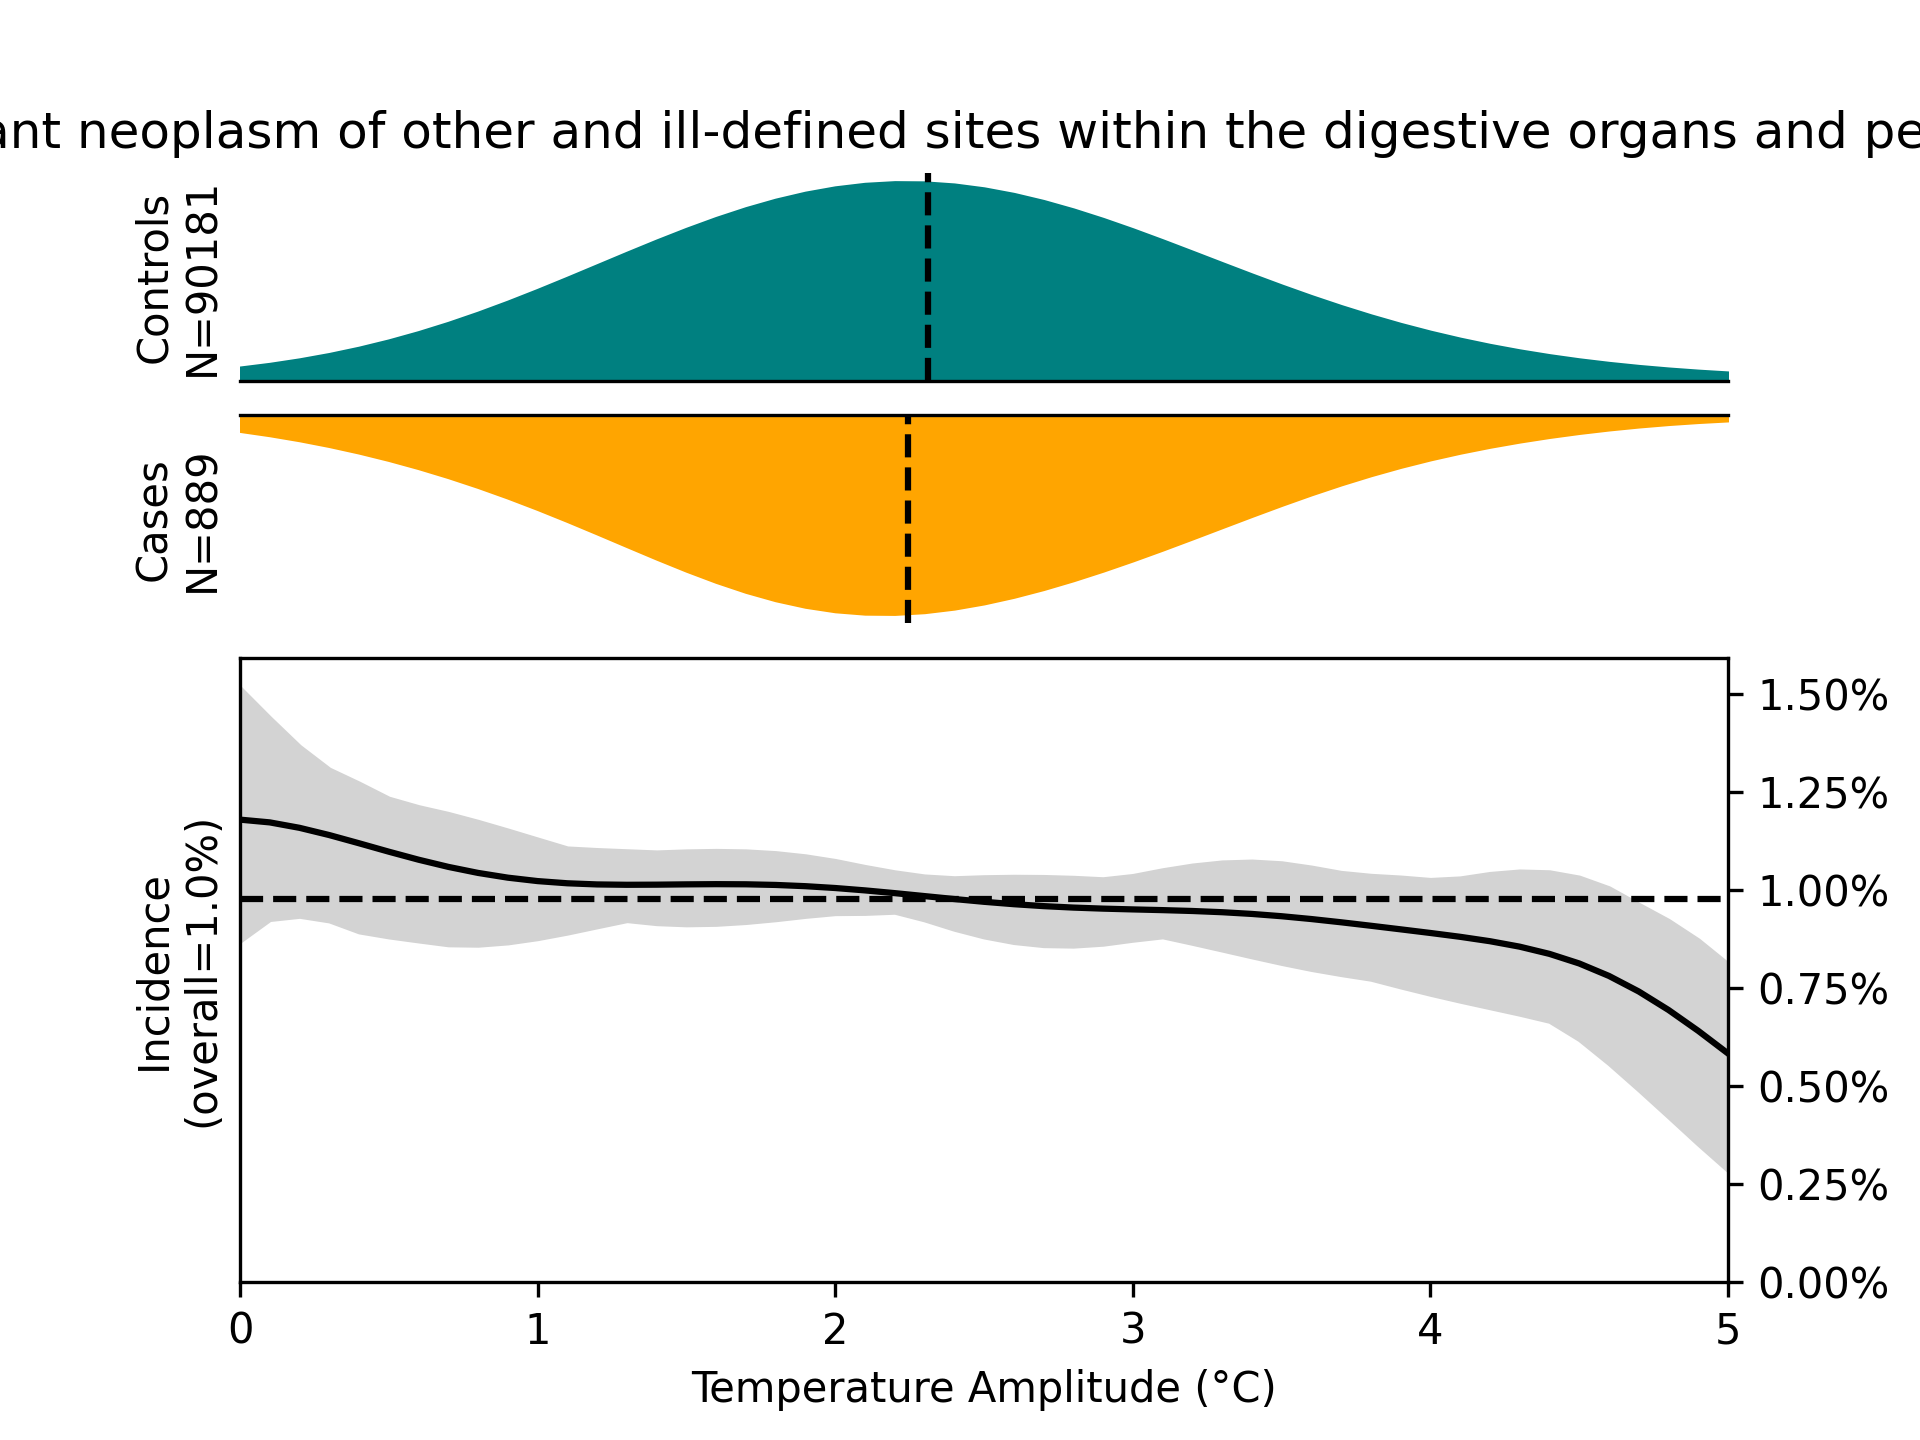 neoplasm of other and ill-defined sites within the digestive organs and
Controls
N=90181
Cases
N=889
Incidence
(overall=1.0%)
1.50%
1.25%
1.00%
0.75%
0.50%
0.25%
0.00%
0
1
2
3
4
5
Temperature Amplitude (°C)